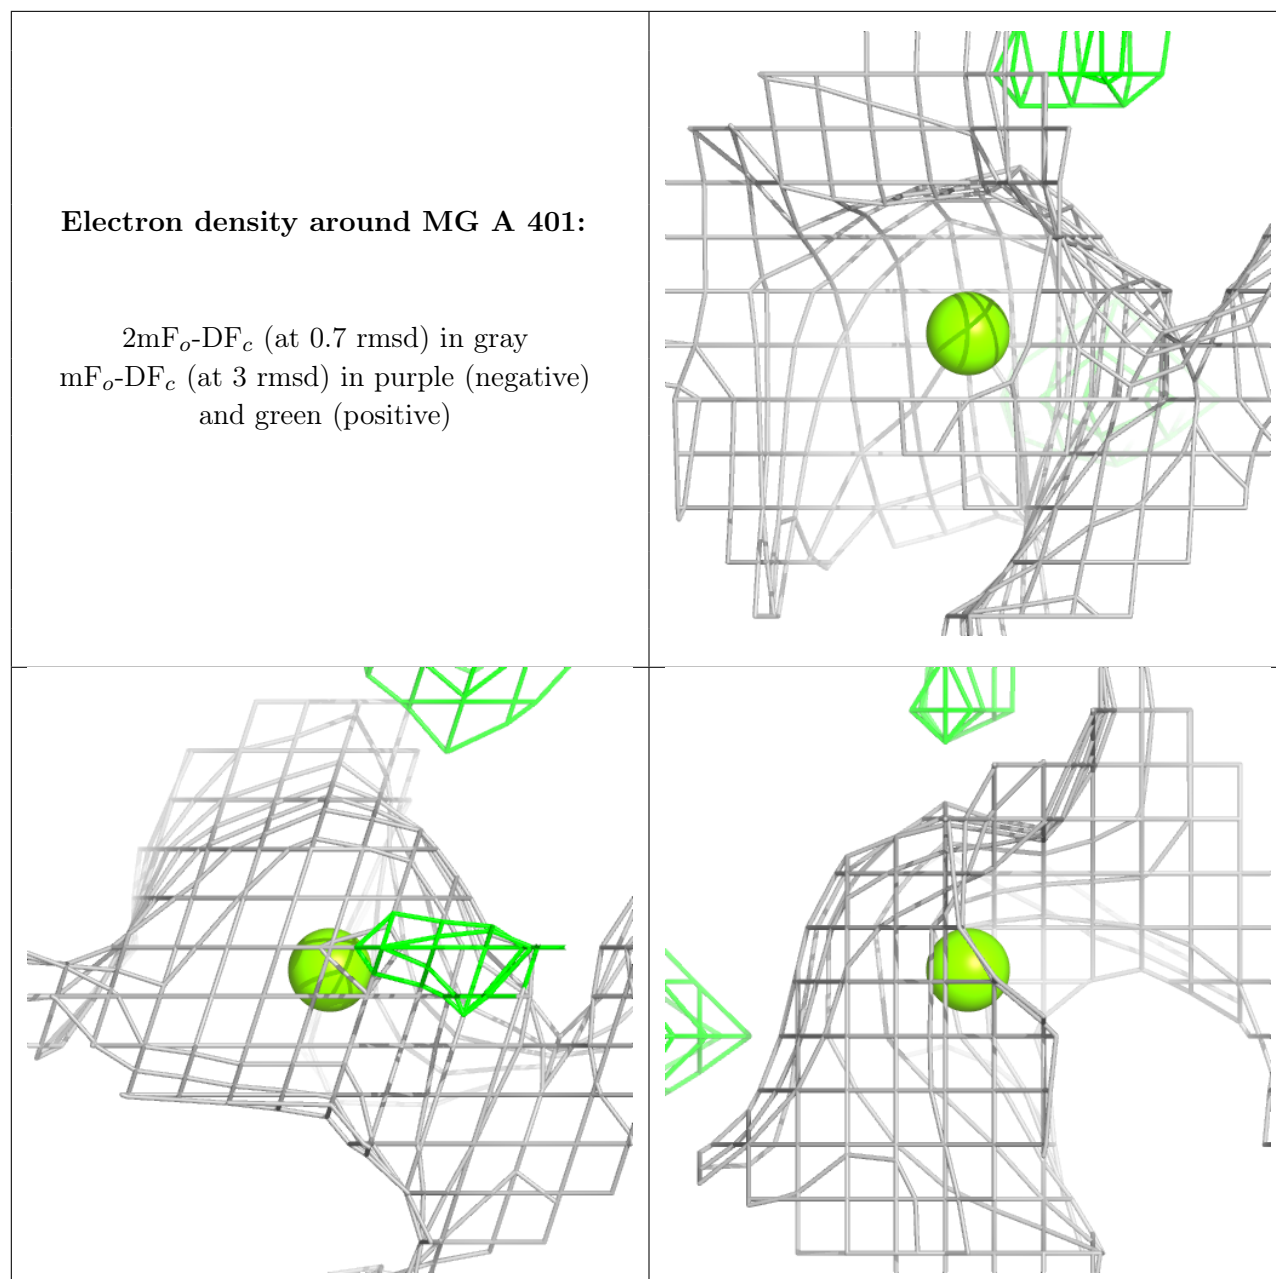 Electron density around MG A 401:
2mFo-DFc (at 0.7 rmsd) in gray
mFo-DFc (at 3 rmsd) in purple (negative)
and green (positive)